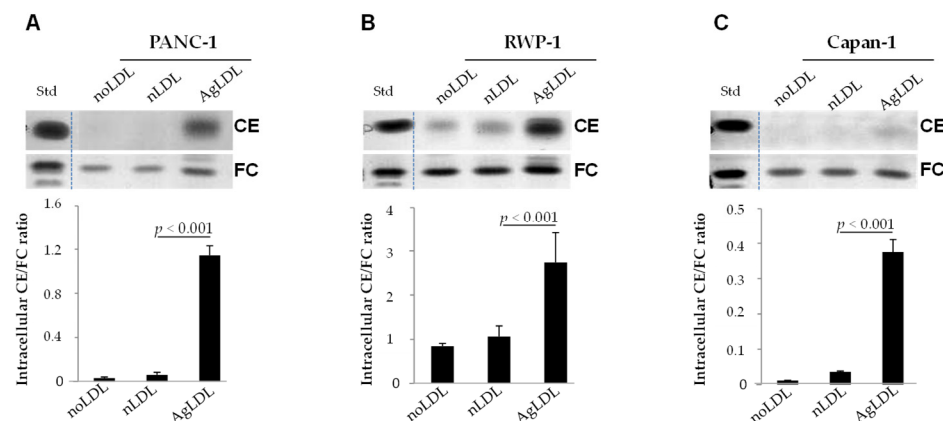 A
PANC-1
Std
noLDL
nLDL
AgLDL
CE
FC
Intracellular CE/FC ratio
1.6
1.2
0.8
0.4
0
p < 0.001
noLDL
nLDL
AgLDL
B
RWP-1
Std
noLDL
nLDL
AgLDL
CE
FC
Intracellular CE/FC ratio
4
3
2
1
0
p < 0.001
noLDL
nLDL
AgLDL
C
Capan-1
Std
noLDL
nLDL
AgLDL
CE
FC
Intracellular CE/FC ratio
0.5
0.4
0.3
0.2
0.1
0
p < 0.001
noLDL
nLDL
AgLDL